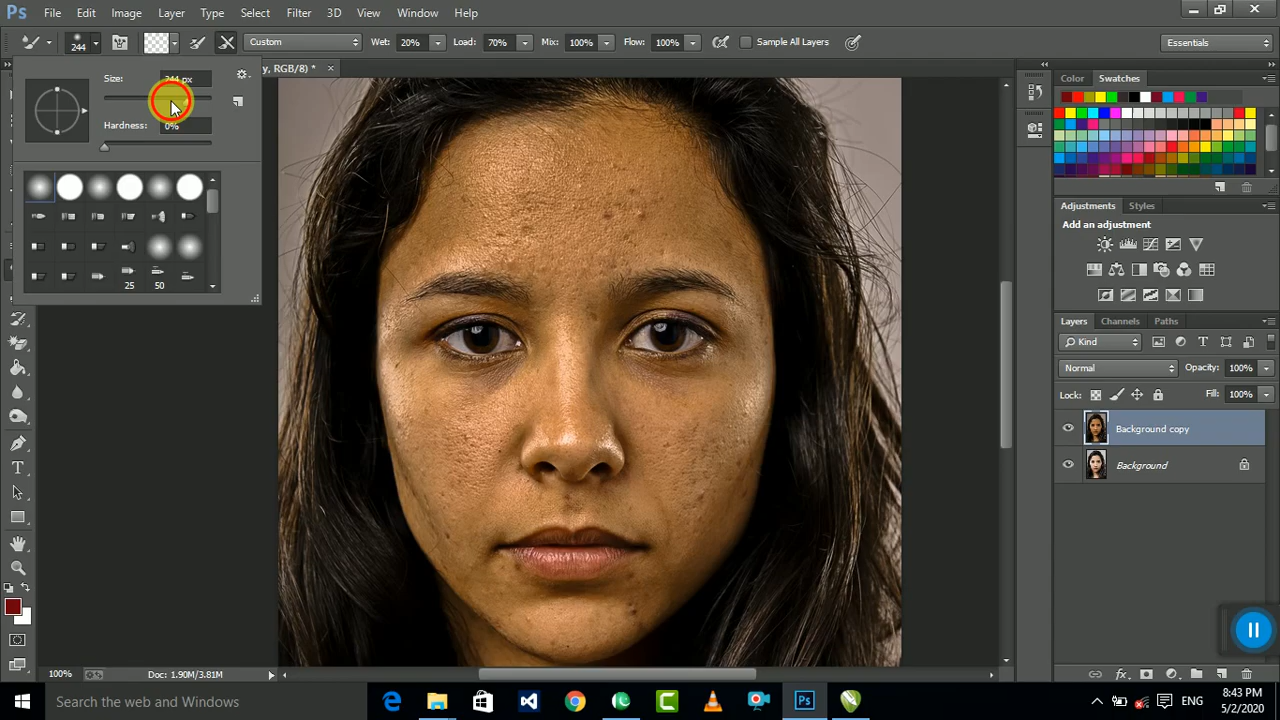 Ps File Edit Image Layer Type Select Filter 3D View Window Help
244 Custom Wet: 20% Load: 70% Mix: 100% Flow: 100% Sample All Layers Essentials
y, RGB/8) * ×
Size: 244 px
Hardness: 0%
25 50
Color Swatches
Adjustments Styles
Add an adjustment
Layers Channels Paths
Kind
Normal Opacity: 100%
Lock: Fill: 100%
Background copy
Background
100% Doc: 1.90M/3.81M
Search the web and Windows
Ps
ENG
8:43 PM
5/2/2020